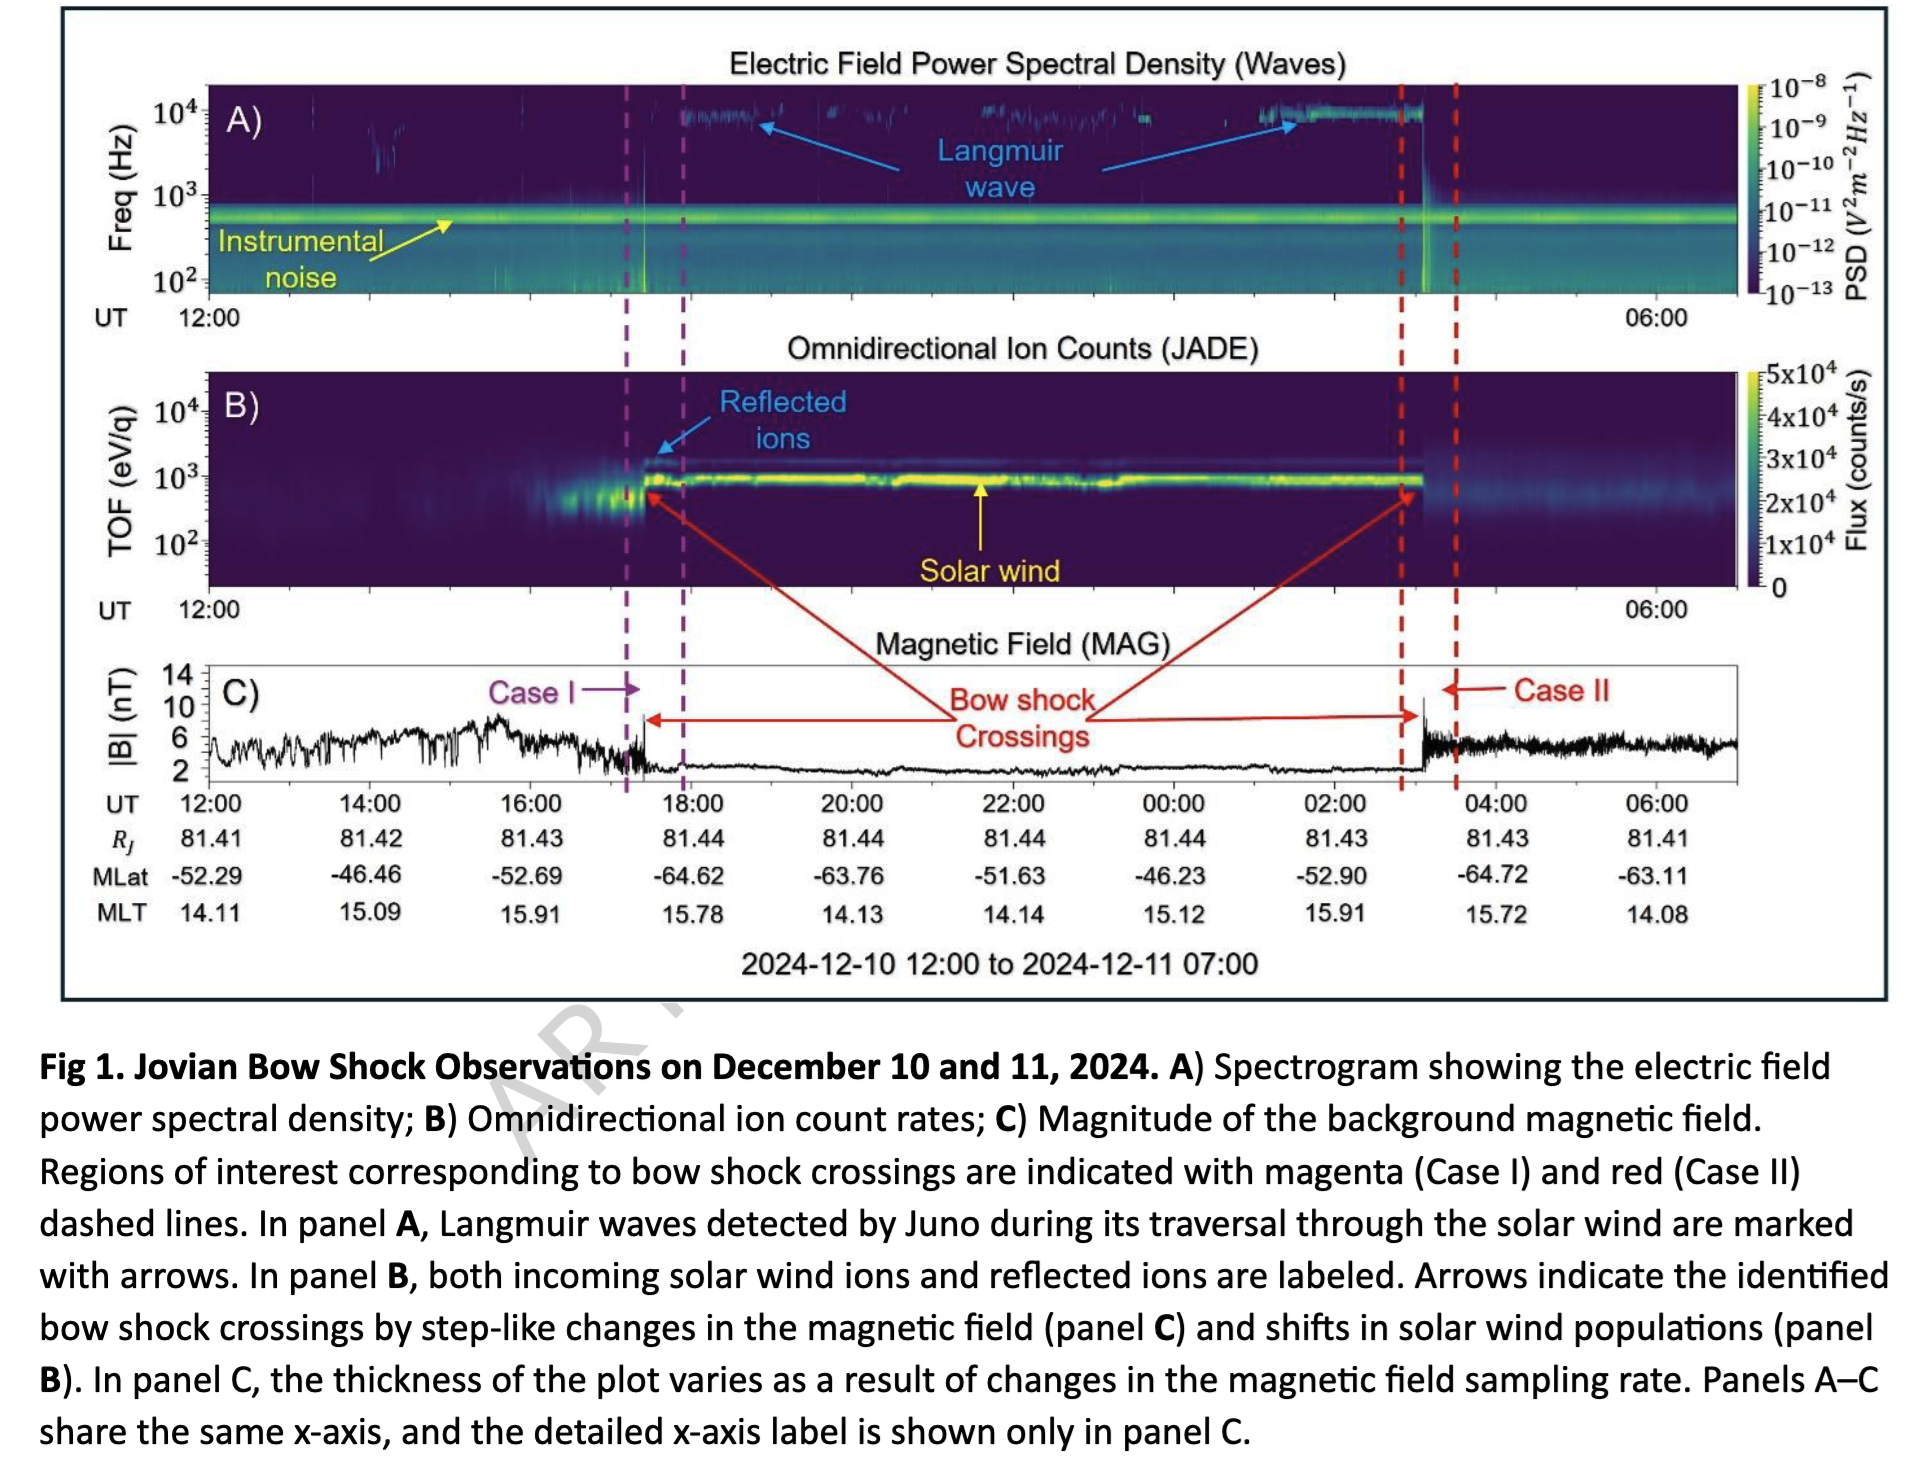 Electric Field Power Spectral Density (Waves)
A)
Freq (Hz)
10⁴
10³
10²
Langmuir
wave
Instrumental
noise
10⁻⁸
10⁻⁹
10⁻¹⁰
10⁻¹¹
10⁻¹²
10⁻¹³
PSD (V²m⁻²Hz⁻¹)
UT 12:00 06:00
Omnidirectional Ion Counts (JADE)
B)
TOF (eV/q)
10⁴
10³
10²
Reflected
ions
Solar wind
5x10⁴
4x10⁴
3x10⁴
2x10⁴
1x10⁴
0
Flux (counts/s)
UT 12:00 06:00
Magnetic Field (MAG)
C)
|B| (nT)
14
10
6
2
Case I
Bow shock
Crossings
Case II
UT 12:00 14:00 16:00 18:00 20:00 22:00 00:00 02:00 04:00 06:00
R_J 81.41 81.42 81.43 81.44 81.44 81.44 81.44 81.43 81.43 81.41
MLat -52.29 -46.46 -52.69 -64.62 -63.76 -51.63 -46.23 -52.90 -64.72 -63.11
MLT 14.11 15.09 15.91 15.78 14.13 14.14 15.12 15.91 15.72 14.08
2024-12-10 12:00 to 2024-12-11 07:00
Fig 1. Jovian Bow Shock Observations on December 10 and 11, 2024. A) Spectrogram showing the electric field
power spectral density; B) Omnidirectional ion count rates; C) Magnitude of the background magnetic field.
Regions of interest corresponding to bow shock crossings are indicated with magenta (Case I) and red (Case II)
dashed lines. In panel A, Langmuir waves detected by Juno during its traversal through the solar wind are marked
with arrows. In panel B, both incoming solar wind ions and reflected ions are labeled. Arrows indicate the identified
bow shock crossings by step-like changes in the magnetic field (panel C) and shifts in solar wind populations (panel
B). In panel C, the thickness of the plot varies as a result of changes in the magnetic field sampling rate. Panels A–C
share the same x-axis, and the detailed x-axis label is shown only in panel C.